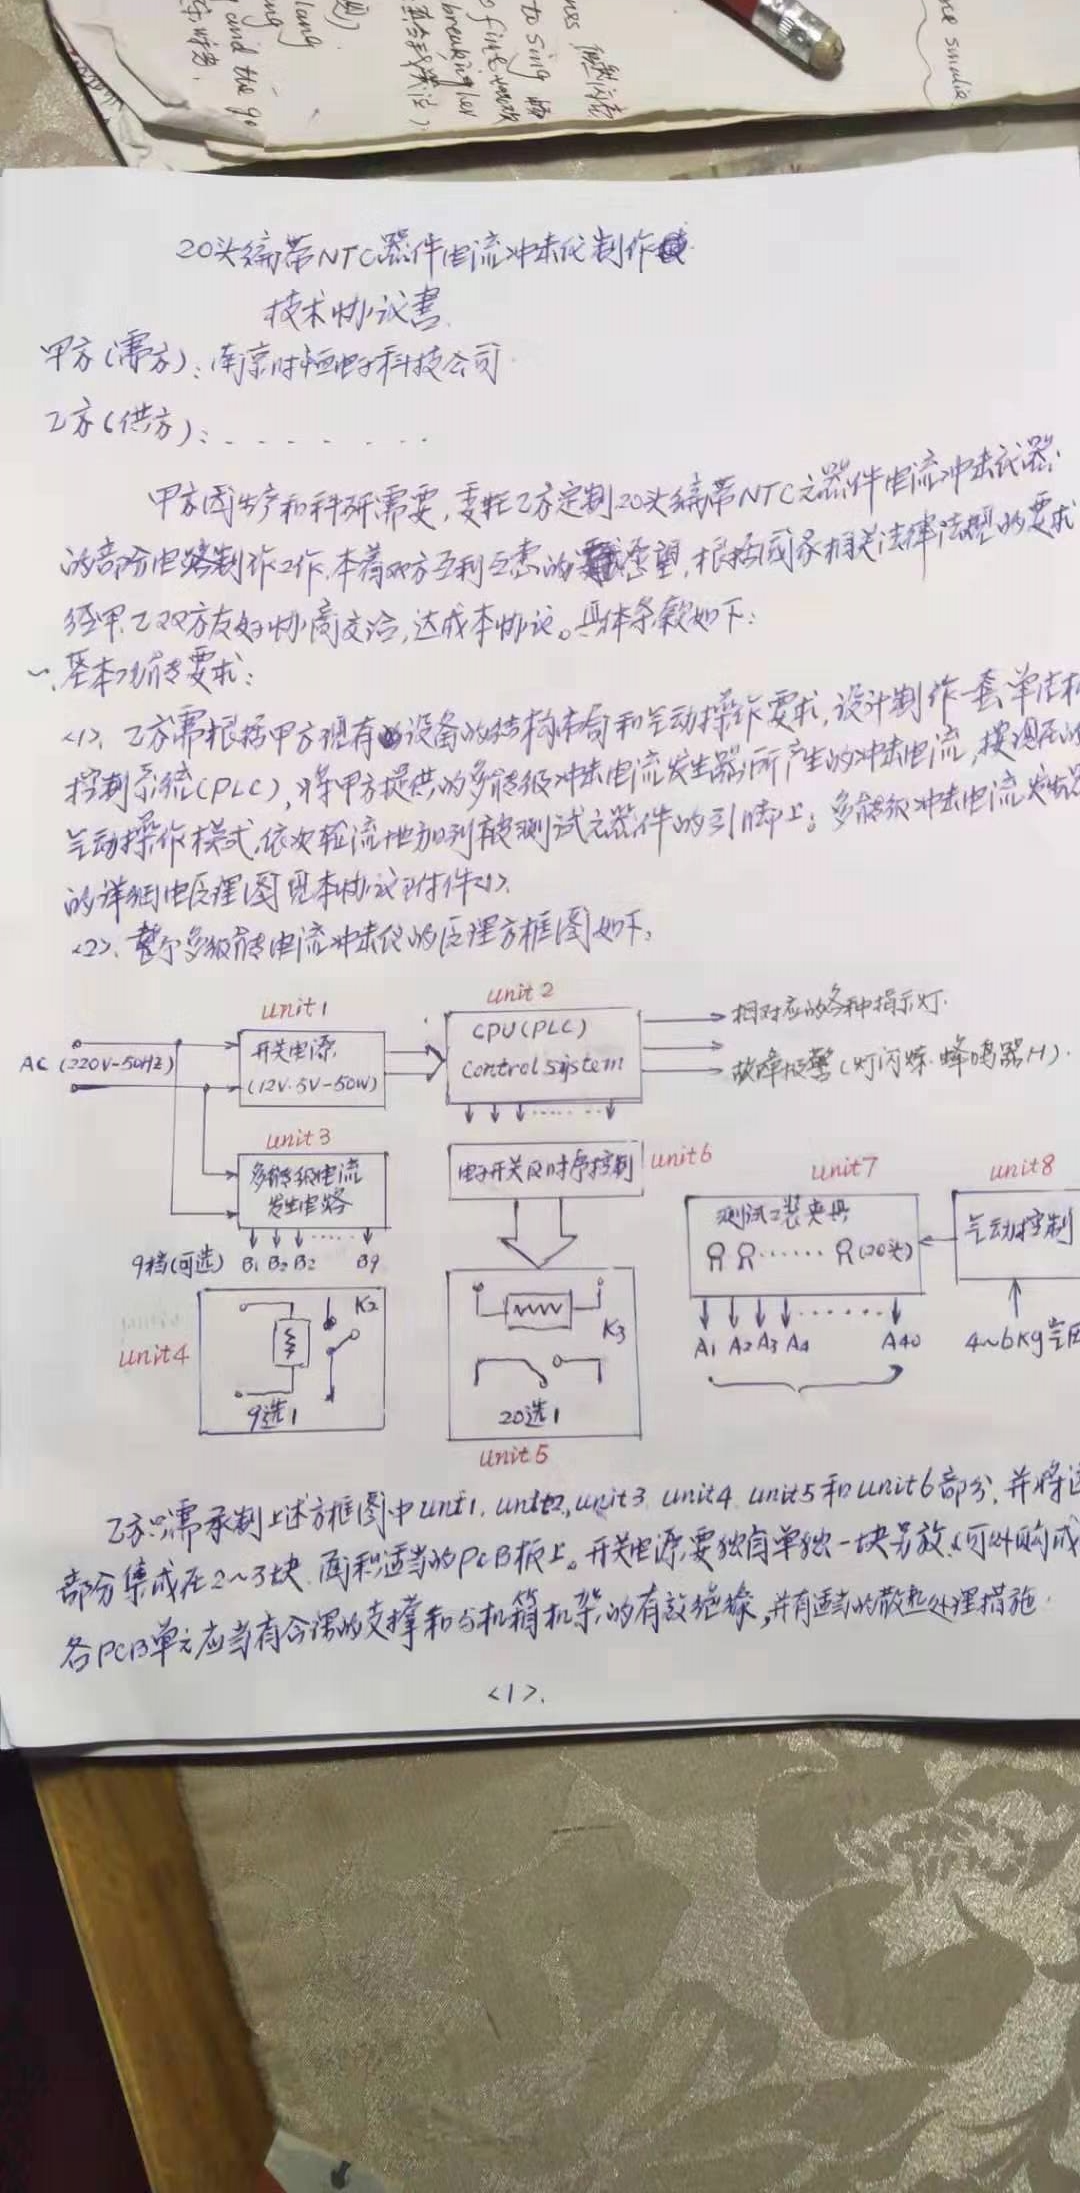 to sing
breaking her
and the go
20头编带NTC器件电流冲击仪制作
技术协议书
甲方(需方):南京时恒电子科技公司
乙方(供方):
甲方因生产和科研需要,委托乙方定制20头编带NTC元器件电流冲击仪器
的部分电路制作工作,本着双方互利互惠的愿望,根据国家相关法律法规的要求
经甲.乙双方友好协商交洽,达成本协议。具体条款如下:
一.基本功能要求:
<1>、乙方需根据甲方现有设备的结构布局和气动操作要求,设计制作一套单片机
控制系统(PLC),将甲方提供的多能级冲击电流发生器所产生的冲击电流,按现在的
气动操作模式,依次轮流地加到被测试元器件的引脚上。多能级冲击电流发生器
的详细电原理图见本协议附件<1>.
<2>、整个多级能电流冲击仪的原理方框图如下:
unit1
unit2
AC(220V-50HZ)
开关电源
(12V.5V-50W)
CPU(PLC)
Control system
相对应的各种指示灯.
故障报警(灯闪烁.蜂鸣器H).
unit3
多能级电流
发生电路
电子开关及时序控制
unit6
unit7
测试工装夹具
(20头)
unit8
气动控制
9档(可选) B1 B2 B2 ...... B9
A1 A2 A3 A4 ....... A40
4~6Kg气压
unit4
K2
9选1
K3
20选1
unit5
乙方只需承制上述方框图中unit1.unit2,unit3.unit4.unit5和unit6部分,并将这
部分集成在2~3块.面积适当的PCB板上。开关电源要独自单独一块另放.(可外购成
各PCB单元应当有合理的支撑和与机箱机架的有效绝缘,并有适当的散热处理措施.
<1>.